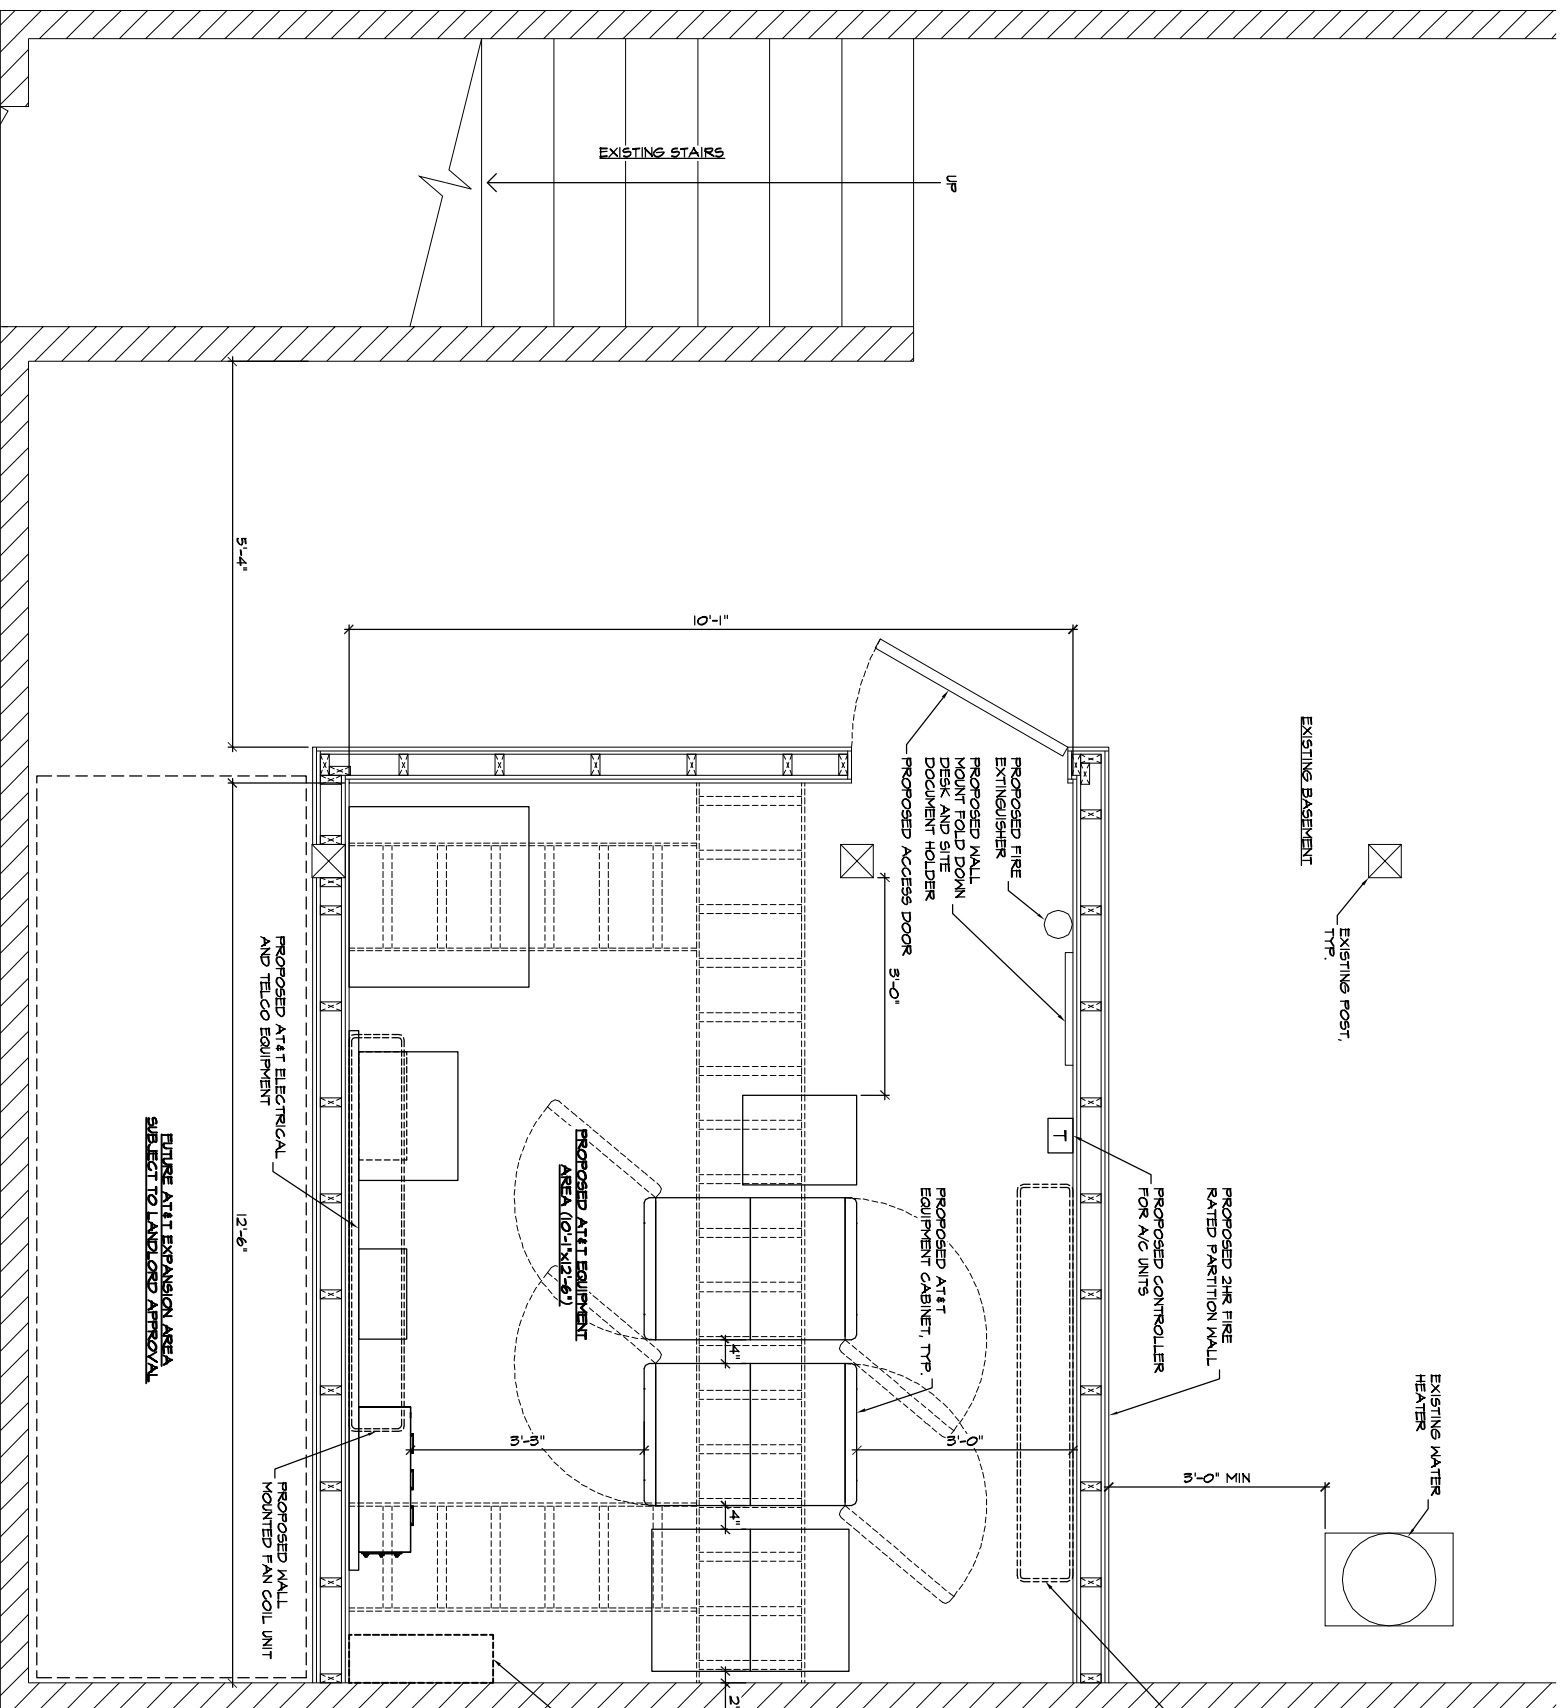 EXISTING STAIRS
UP
5'-4"
10'-1"
EXISTING BASEMENT
EXISTING POST,
TYP.
PROPOSED FIRE
EXTINGUISHER
PROPOSED WALL
MOUNT FOLD DOWN
DESK AND SITE
DOCUMENT HOLDER
PROPOSED ACCESS DOOR
3'-0"
T
PROPOSED CONTROLLER
FOR A/C UNITS
PROPOSED 2HR FIRE
RATED PARTITION WALL
EXISTING WATER
HEATER
3'-0" MIN
PROPOSED AT&T
EQUIPMENT CABINET, TYP.
PROPOSED AT&T EQUIPMENT
AREA (10'-1"x12'-6")
4"
4"
3'-3"
3'-0"
2"
PROPOSED AT&T ELECTRICAL
AND TELCO EQUIPMENT
12'-6"
PROPOSED WALL
MOUNTED FAN COIL UNIT
FUTURE AT&T EXPANSION AREA
SUBJECT TO LANDLORD APPROVAL